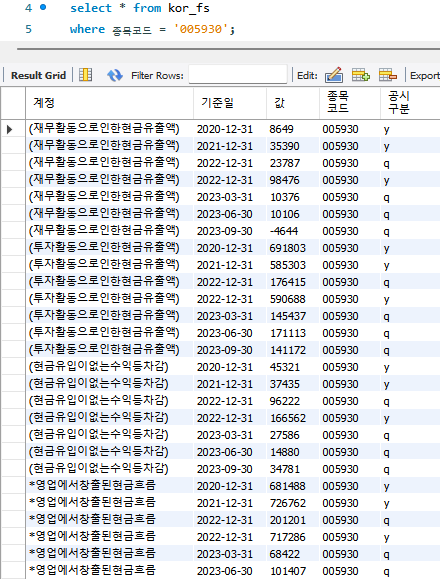 4 select * from kor_fs
5 where 종목코드 = '005930';
Result Grid Filter Rows: Edit: Export
계정 기준일 값 종목코드 공시구분
(재무활동으로인한현금유출액) 2020-12-31 8649 005930 y
(재무활동으로인한현금유출액) 2021-12-31 35390 005930 y
(재무활동으로인한현금유출액) 2022-12-31 23787 005930 q
(재무활동으로인한현금유출액) 2022-12-31 98476 005930 y
(재무활동으로인한현금유출액) 2023-03-31 10376 005930 q
(재무활동으로인한현금유출액) 2023-06-30 10106 005930 q
(재무활동으로인한현금유출액) 2023-09-30 -4644 005930 q
(투자활동으로인한현금유출액) 2020-12-31 691803 005930 y
(투자활동으로인한현금유출액) 2021-12-31 585303 005930 y
(투자활동으로인한현금유출액) 2022-12-31 176415 005930 q
(투자활동으로인한현금유출액) 2022-12-31 590688 005930 y
(투자활동으로인한현금유출액) 2023-03-31 145437 005930 q
(투자활동으로인한현금유출액) 2023-06-30 171113 005930 q
(투자활동으로인한현금유출액) 2023-09-30 141172 005930 q
(현금유입이없는수익등차감) 2020-12-31 45321 005930 y
(현금유입이없는수익등차감) 2021-12-31 37435 005930 y
(현금유입이없는수익등차감) 2022-12-31 96222 005930 q
(현금유입이없는수익등차감) 2022-12-31 166562 005930 y
(현금유입이없는수익등차감) 2023-03-31 27586 005930 q
(현금유입이없는수익등차감) 2023-06-30 14880 005930 q
(현금유입이없는수익등차감) 2023-09-30 34781 005930 q
*영업에서창출된현금흐름 2020-12-31 681488 005930 y
*영업에서창출된현금흐름 2021-12-31 726762 005930 y
*영업에서창출된현금흐름 2022-12-31 201201 005930 q
*영업에서창출된현금흐름 2022-12-31 717286 005930 y
*영업에서창출된현금흐름 2023-03-31 68422 005930 q
*영업에서창출된현금흐름 2023-06-30 101407 005930 q